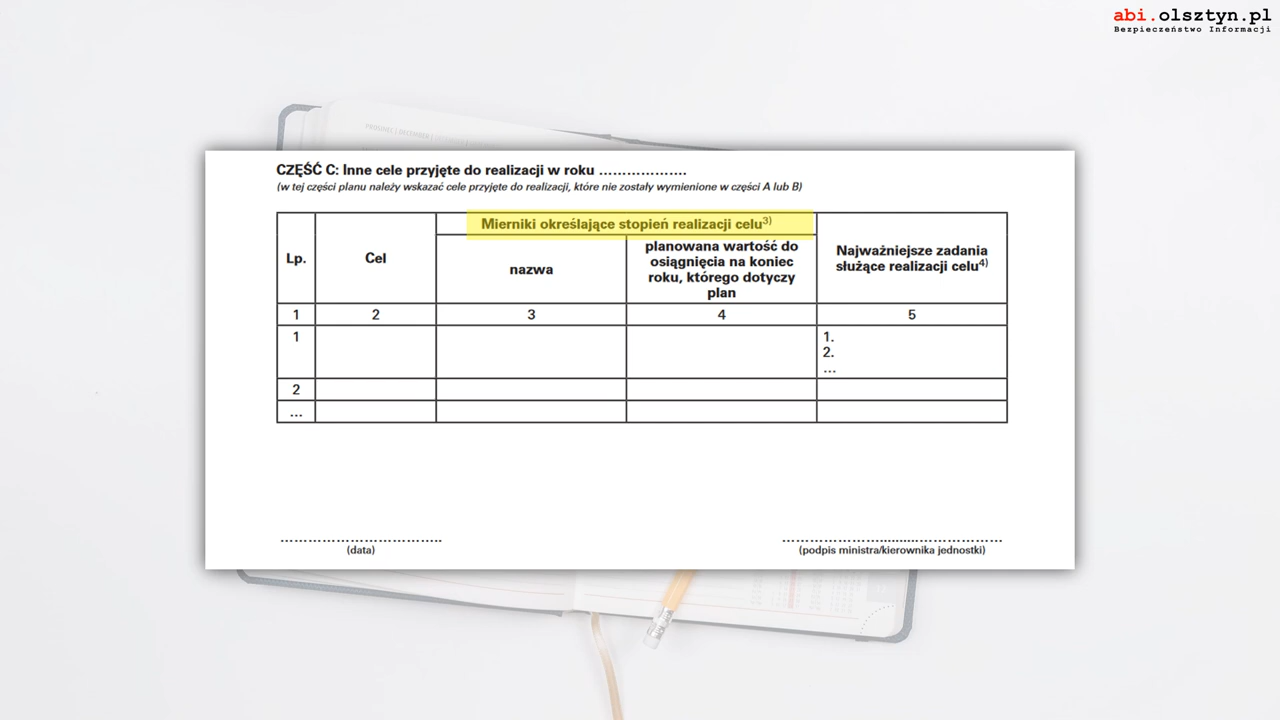 abi.olsztyn.pl
Bezpieczeństwo Informacji
CZĘŚĆ C: Inne cele przyjęte do realizacji w roku ……………….
(w tej części planu należy wskazać cele przyjęte do realizacji, które nie zostały wymienione w części A lub B)
Lp.
Cel
Mierniki określające stopień realizacji celu3)
nazwa
planowana wartość do
osiągnięcia na koniec
roku, którego dotyczy
plan
Najważniejsze zadania
służące realizacji celu4)
1 2 3 4 5
1
1.
2.
...
2
...
……………………………..
(data)
…………………..........………………
(podpis ministra/kierownika jednostki)